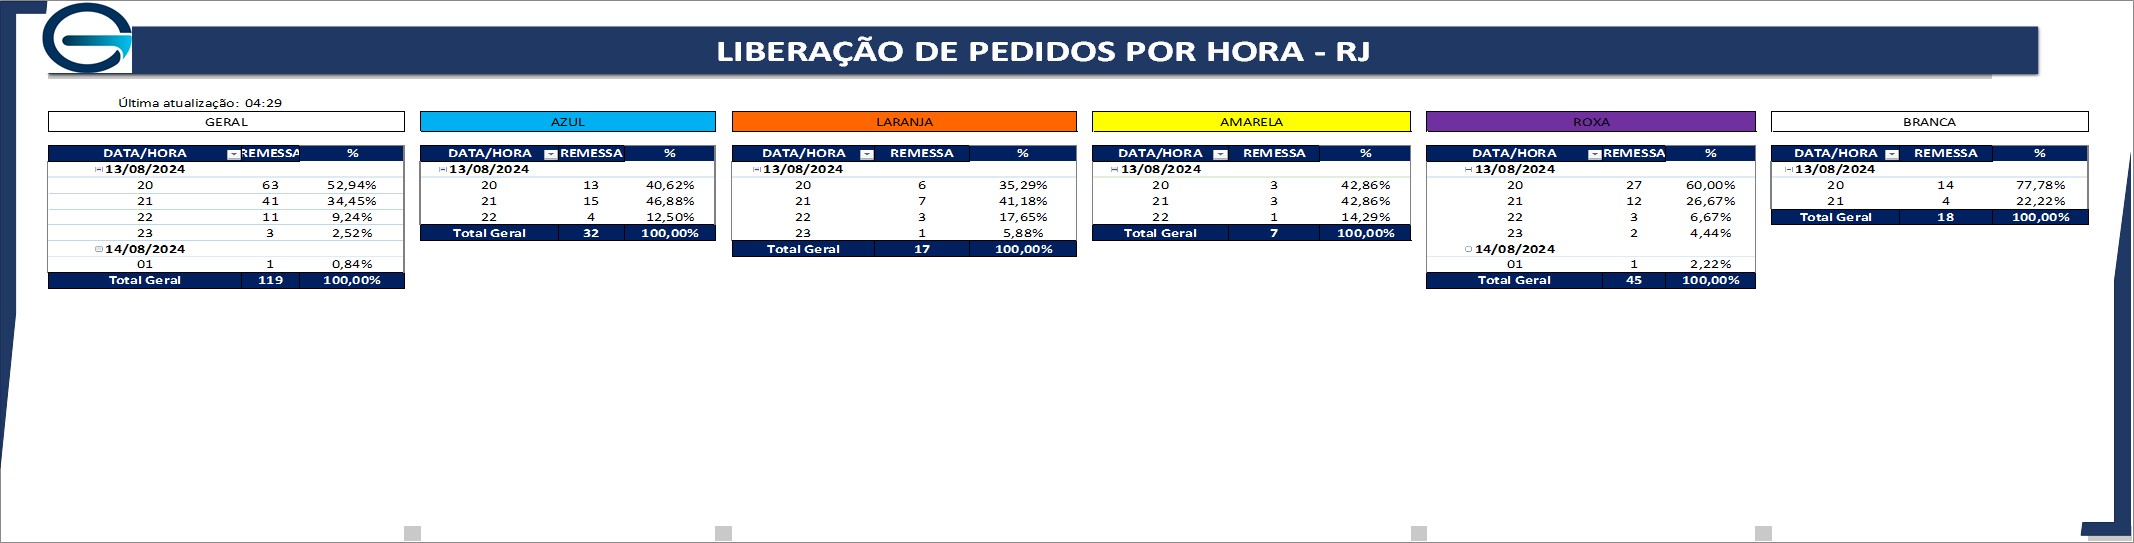 LIBERAÇÃO DE PEDIDOS POR HORA - RJ
Última atualização: 04:29
GERAL
DATA/HORA REMESSA %
13/08/2024
20 63 52,94%
21 41 34,45%
22 11 9,24%
23 3 2,52%
14/08/2024
01 1 0,84%
Total Geral 119 100,00%
AZUL
DATA/HORA REMESSA %
13/08/2024
20 13 40,62%
21 15 46,88%
22 4 12,50%
Total Geral 32 100,00%
LARANJA
DATA/HORA REMESSA %
13/08/2024
20 6 35,29%
21 7 41,18%
22 3 17,65%
23 1 5,88%
Total Geral 17 100,00%
AMARELA
DATA/HORA REMESSA %
13/08/2024
20 3 42,86%
21 3 42,86%
22 1 14,29%
Total Geral 7 100,00%
ROXA
DATA/HORA REMESSA %
13/08/2024
20 27 60,00%
21 12 26,67%
22 3 6,67%
23 2 4,44%
14/08/2024
01 1 2,22%
Total Geral 45 100,00%
BRANCA
DATA/HORA REMESSA %
13/08/2024
20 14 77,78%
21 4 22,22%
Total Geral 18 100,00%